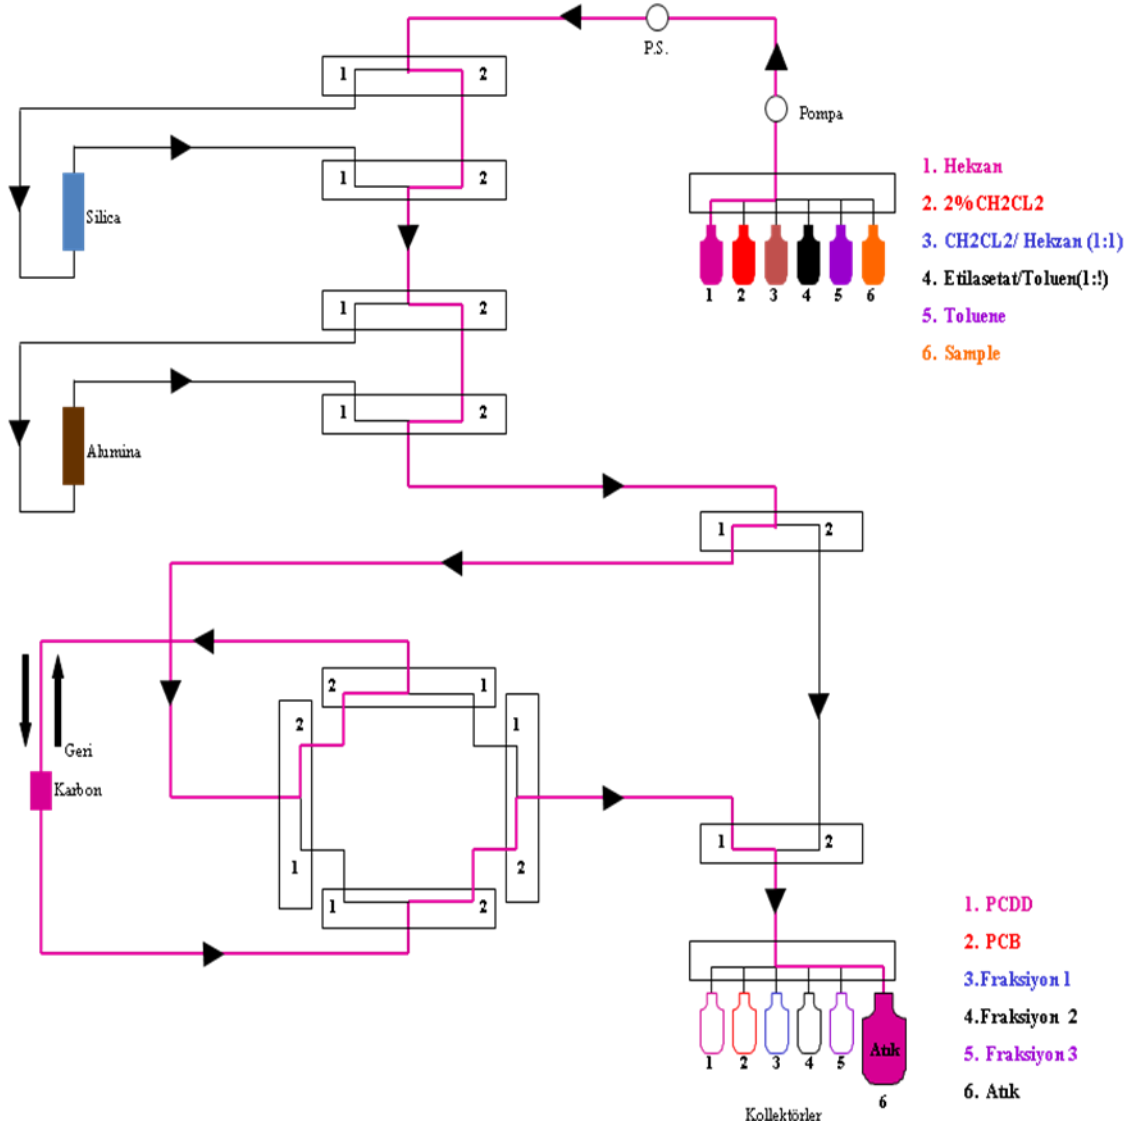 P.S.
1 2
Pompa
1. Hekzan
2. 2%CH2CL2
3. CH2CL2/ Hekzan (1:1)
4. Etilasetat/Toluen(1:!)
5. Toluene
6. Sample
1 2
Silica
1 2 3 4 5 6
1 2
1 2
Alumina
1 2
2 1
2
1
Geri
Karbon
1 2
1
2
1 2
1. PCDD
2. PCB
3.Fraksiyon 1
4.Fraksiyon 2
5. Fraksiyon 3
6. Atık
Atık
1 2 3 4 5
6
Kollektörler